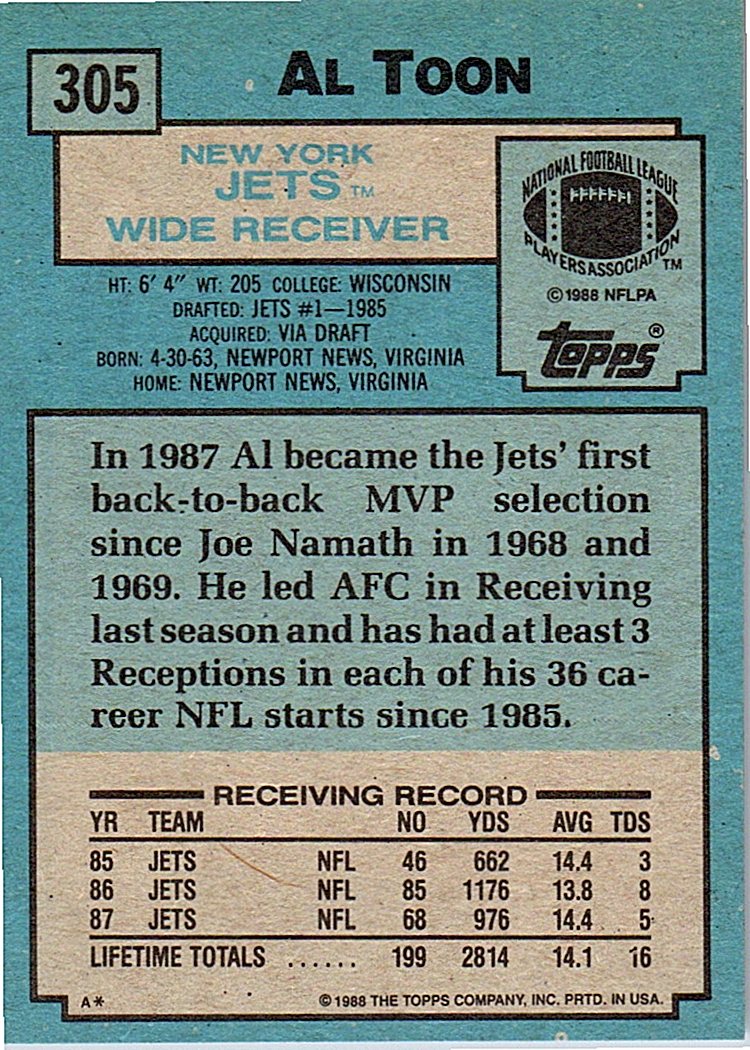 305
AL TOON
NEW YORK
JETS™
WIDE RECEIVER
NATIONAL FOOTBALL LEAGUE
PLAYERS ASSOCIATION™
©1988 NFLPA
topps®
HT: 6′ 4″ WT: 205 COLLEGE: WISCONSIN
DRAFTED: JETS #1—1985
ACQUIRED: VIA DRAFT
BORN: 4-30-63, NEWPORT NEWS, VIRGINIA
HOME: NEWPORT NEWS, VIRGINIA
In 1987 Al became the Jets' first
back-to-back MVP selection
since Joe Namath in 1968 and
1969. He led AFC in Receiving
last season and has had at least 3
Receptions in each of his 36 ca-
reer NFL starts since 1985.
RECEIVING RECORD
YR TEAM NO YDS AVG TDS
85 JETS NFL 46 662 14.4 3
86 JETS NFL 85 1176 13.8 8
87 JETS NFL 68 976 14.4 5
LIFETIME TOTALS ...... 199 2814 14.1 16
A* ©1988 THE TOPPS COMPANY, INC. PRTD. IN USA.